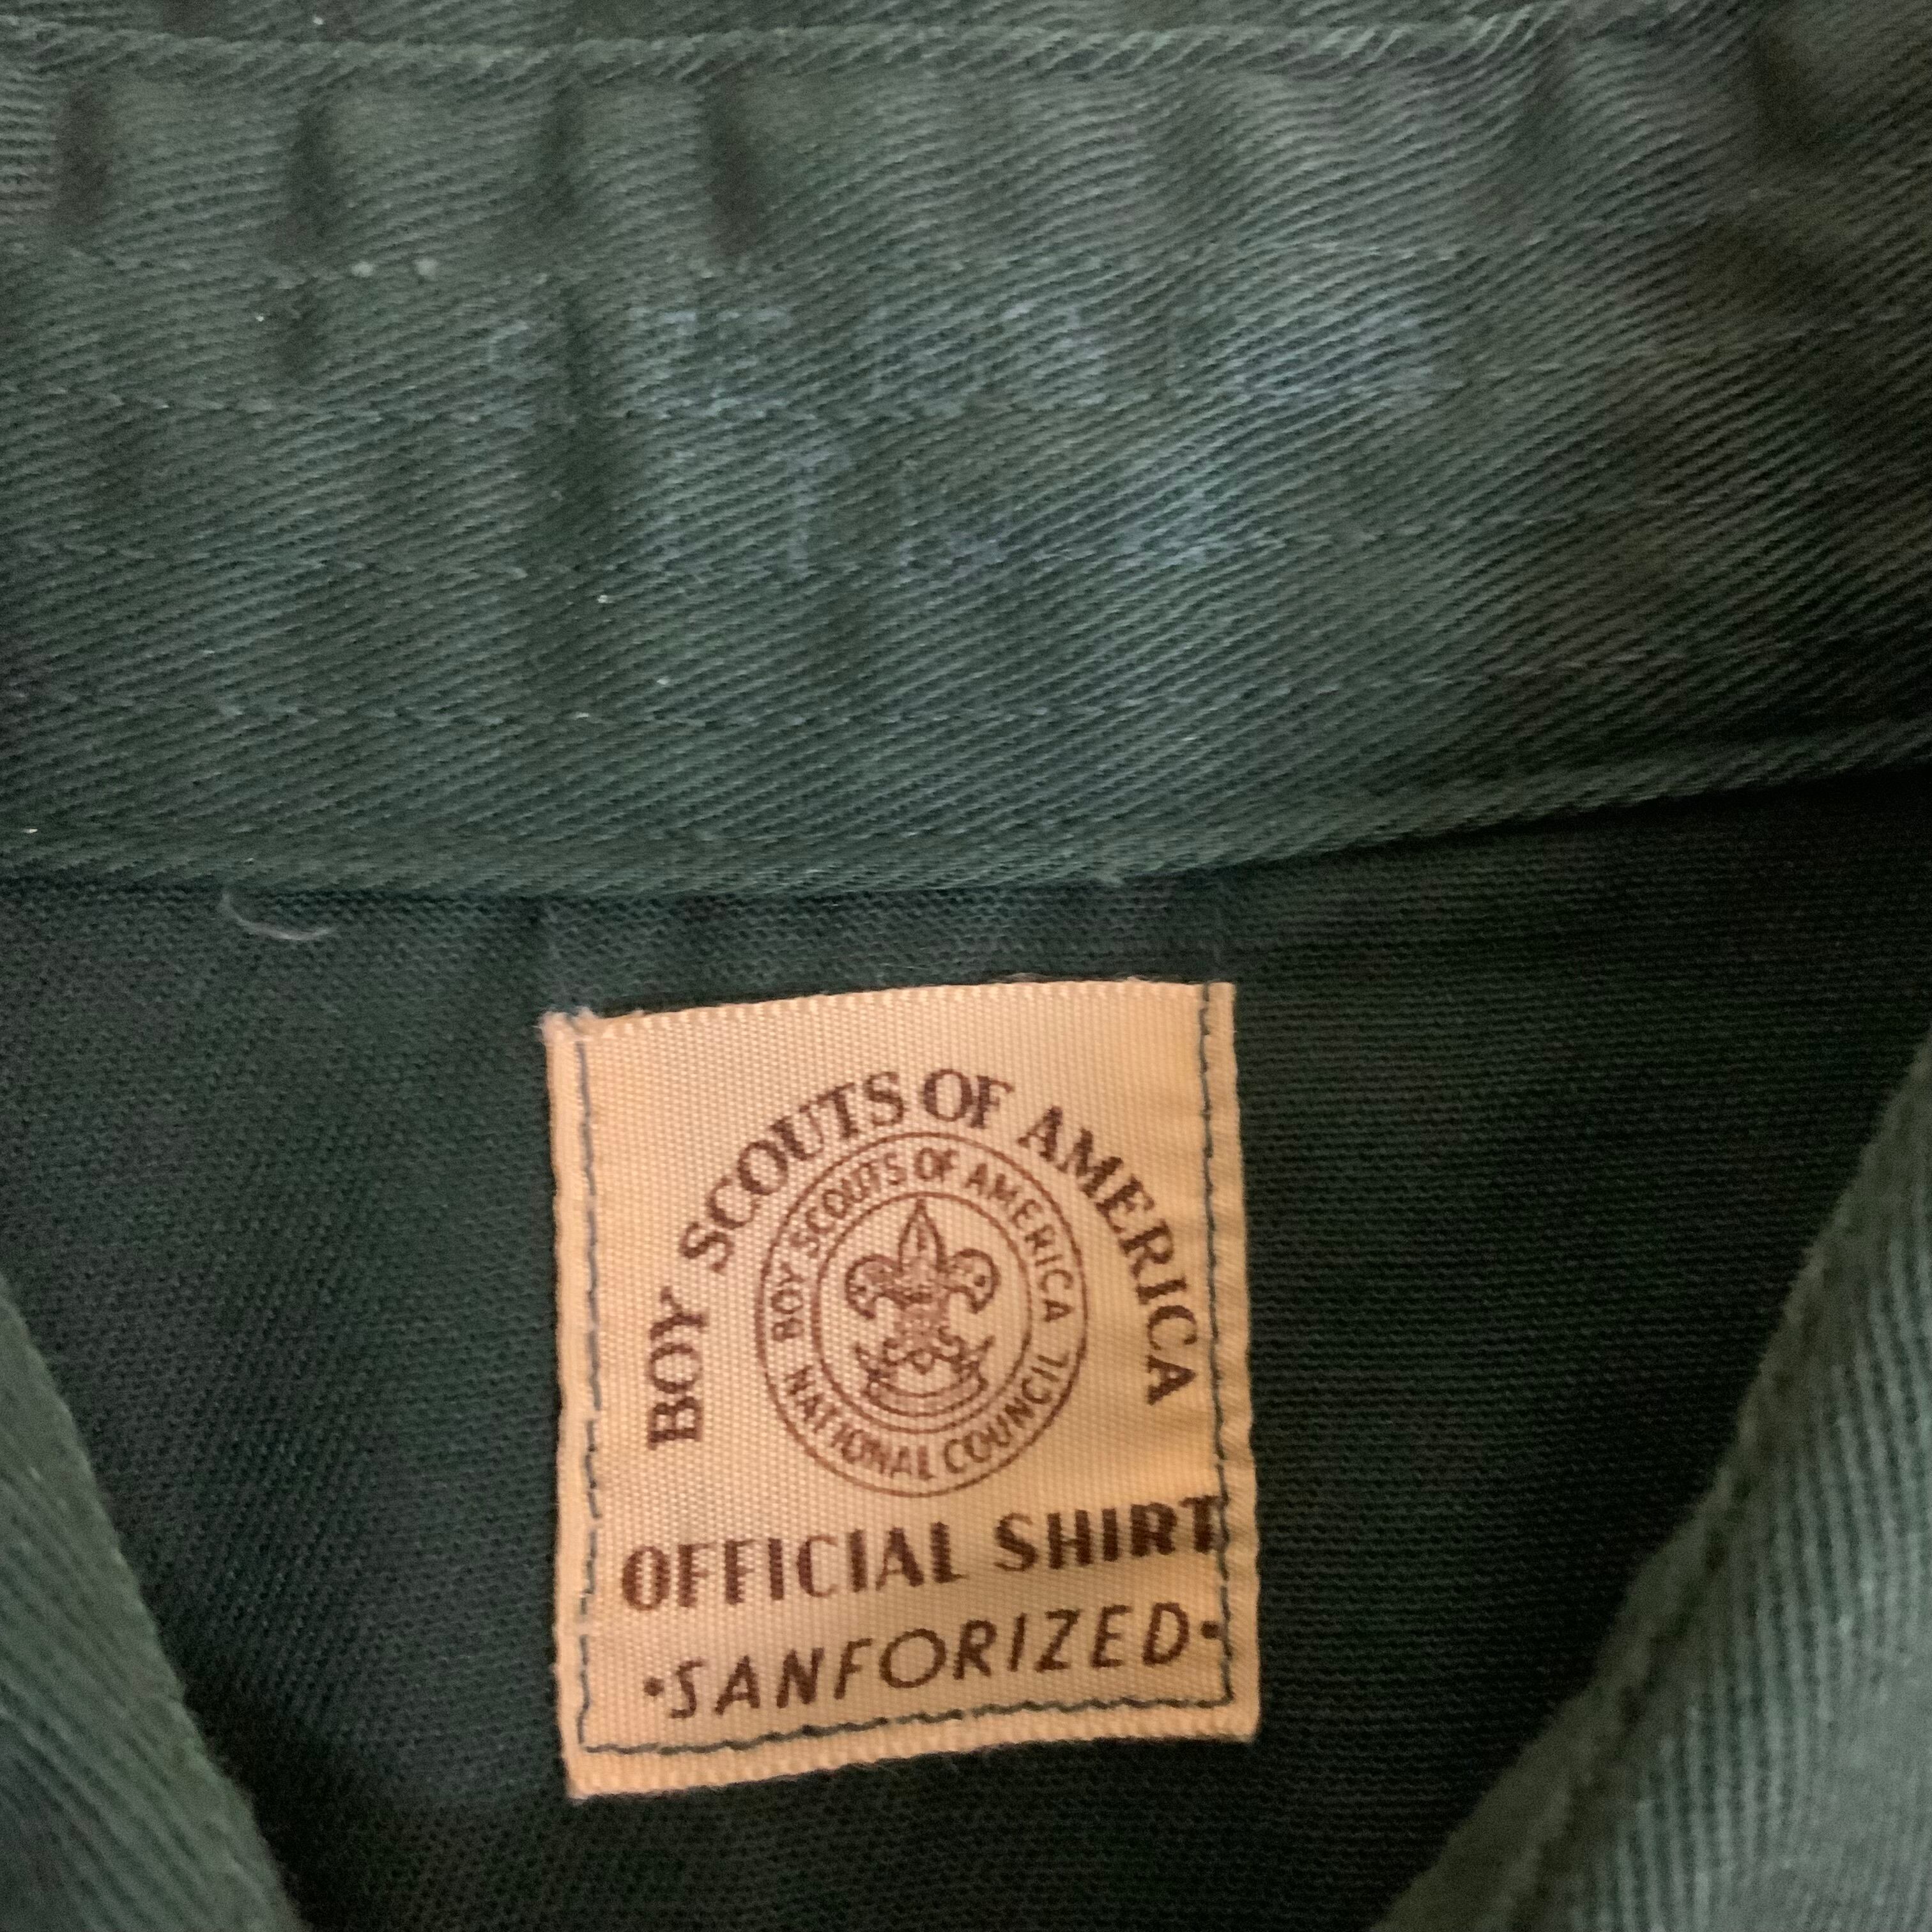 BOY SCOUTS OF AMERICA
BOY SCOUTS OF AMERICA
NATIONAL COUNCIL
OFFICIAL SHIRT
•SANFORIZED•